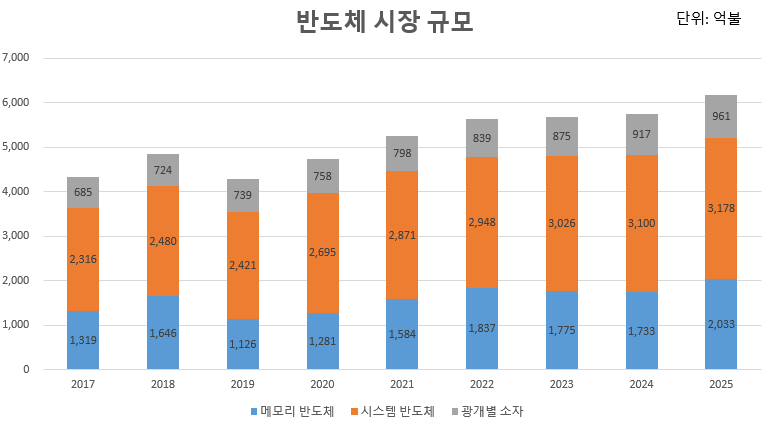 반도체 시장 규모
단위: 억불
7,000
6,000
5,000
4,000
3,000
2,000
1,000
0
685 724 739 758 798 839 875 917 961
2,316 2,480 2,421 2,695 2,871 2,948 3,026 3,100 3,178
1,319 1,646 1,126 1,281 1,584 1,837 1,775 1,733 2,033
2017 2018 2019 2020 2021 2022 2023 2024 2025
메모리 반도체 시스템 반도체 광개별 소자